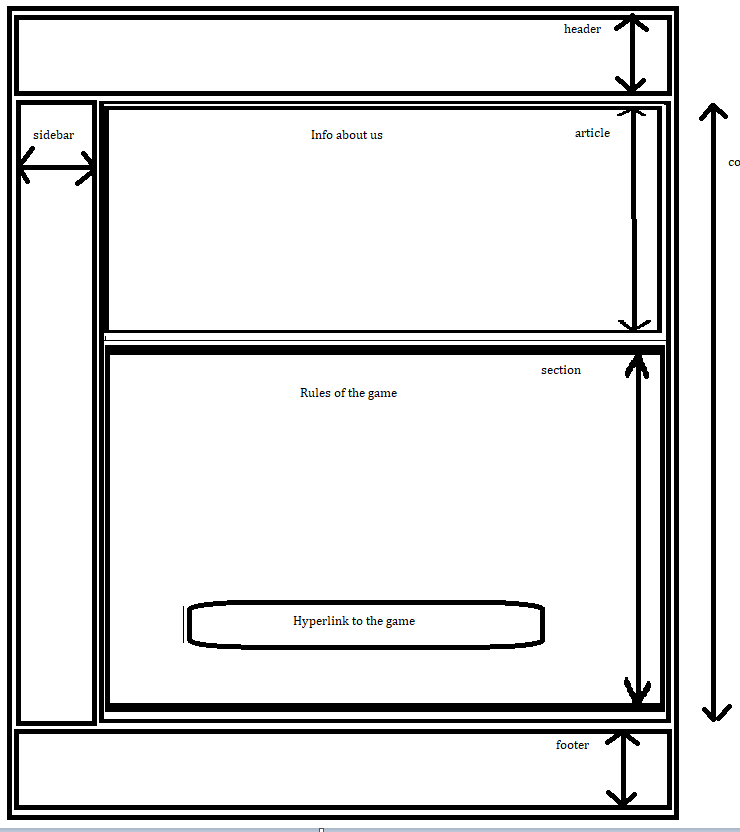 header
sidebar
Info about us
article
co
section
Rules of the game
Hyperlink to the game
footer